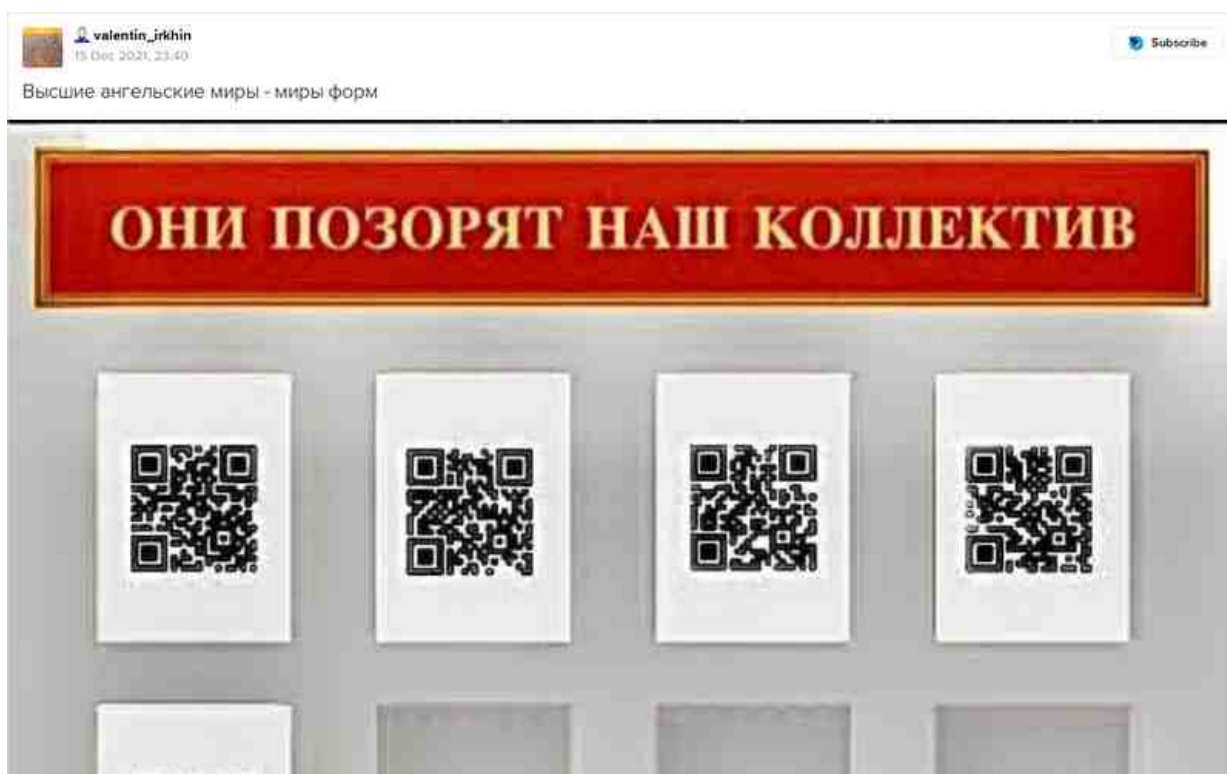 valentin_irkhin
15 Dec 2021, 23:40
Subscribe
Высшие ангельские миры - миры форм
ОНИ ПОЗОРЯТ НАШ КОЛЛЕКТИВ